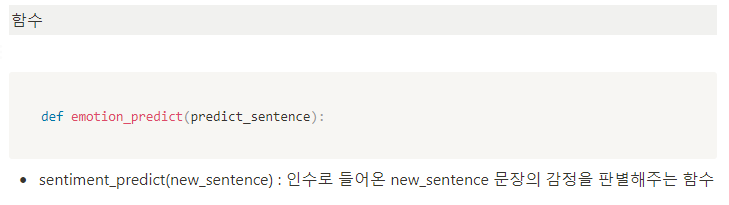 함수
def emotion_predict(predict_sentence):
sentiment_predict(new_sentence) : 인수로 들어온 new_sentence 문장의 감정을 판별해주는 함수